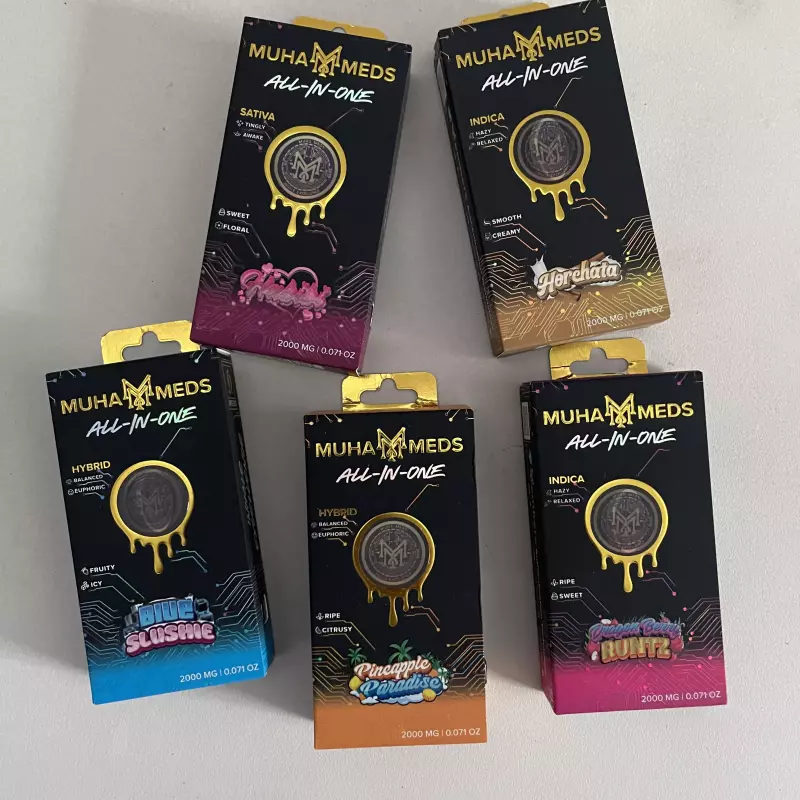 MUHA MEDS
ALL-IN-ONE
SATIVA
TINGLY
AWAKE
SWEET
FLORAL
2000 MG | 0.071 OZ
MUHA MEDS
ALL-IN-ONE
INDICA
HAZY
RELAXED
SMOOTH
CREAMY
Horchata
2000 MG | 0.071 OZ
MUHA MEDS
ALL-IN-ONE
HYBRID
BALANCED
EUPHORIC
FRUITY
ICY
BLUE
SLUSHIE
2000 MG | 0.071 OZ
MUHA MEDS
ALL-IN-ONE
HYBRID
BALANCED
EUPHORIC
RIPE
CITRUSY
Pineapple
Paradise
2000 MG | 0.071 OZ
MUHA MEDS
ALL-IN-ONE
INDICA
HAZY
RELAXED
RIPE
SWEET
Dragon Berry
RUNTZ
2000 MG | 0.071 OZ